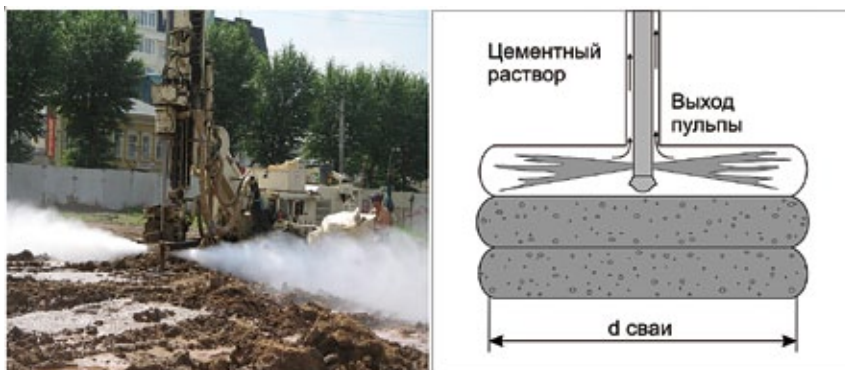 Цементный
раствор
Выход
пульпы
d сваи